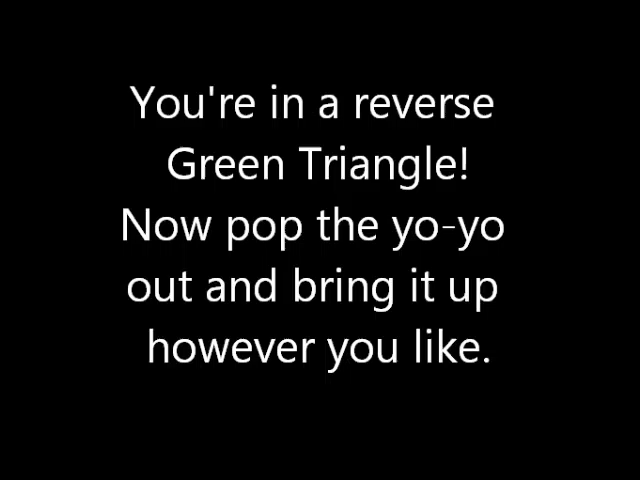 You're in a reverse
Green Triangle!
Now pop the yo-yo
out and bring it up
however you like.